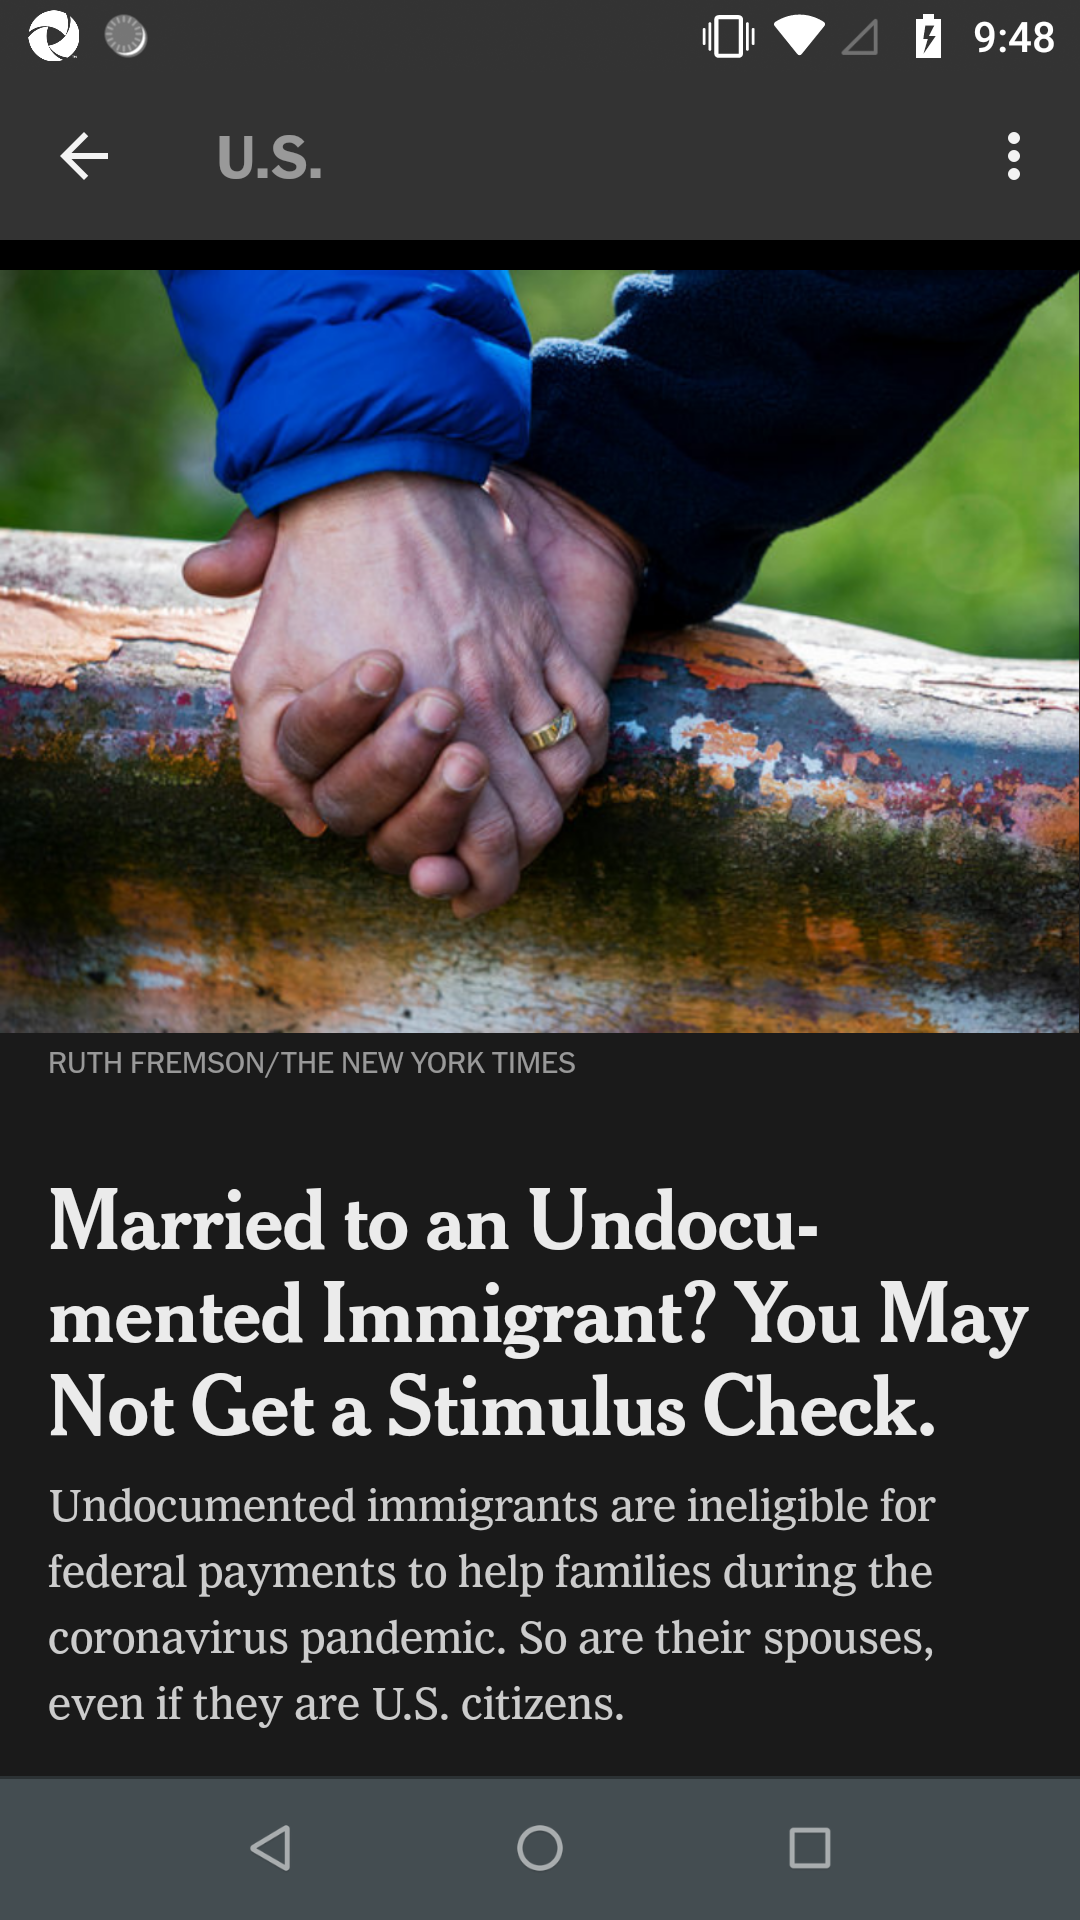 9:48
U.S.
RUTH FREMSON/THE NEW YORK TIMES
Married to an Undocu-
mented Immigrant? You May
Not Get a Stimulus Check.
Undocumented immigrants are ineligible for
federal payments to help families during the
coronavirus pandemic. So are their spouses,
even if they are U.S. citizens.